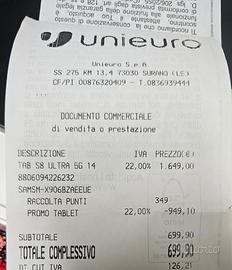 unieuro
Unieuro S.p.A.
SS 275 KM 13,4 73030 SURANO (LE)
CF/PI 00876320409 - T.0836939444
DOCUMENTO COMMERCIALE
di vendita o prestazione
DESCRIZIONE IVA PREZZO(€)
TAB S8 ULTRA 5G 14 22,00% 1.649,00
8806094226232
SAMSM-X906BZAEEUE
RACCOLTA PUNTI 349
PROMO TABLET 22,00% -949,10
SUBTOTALE 699,90
TOTALE COMPLESSIVO 699,90
DI CUI IVA 126,21